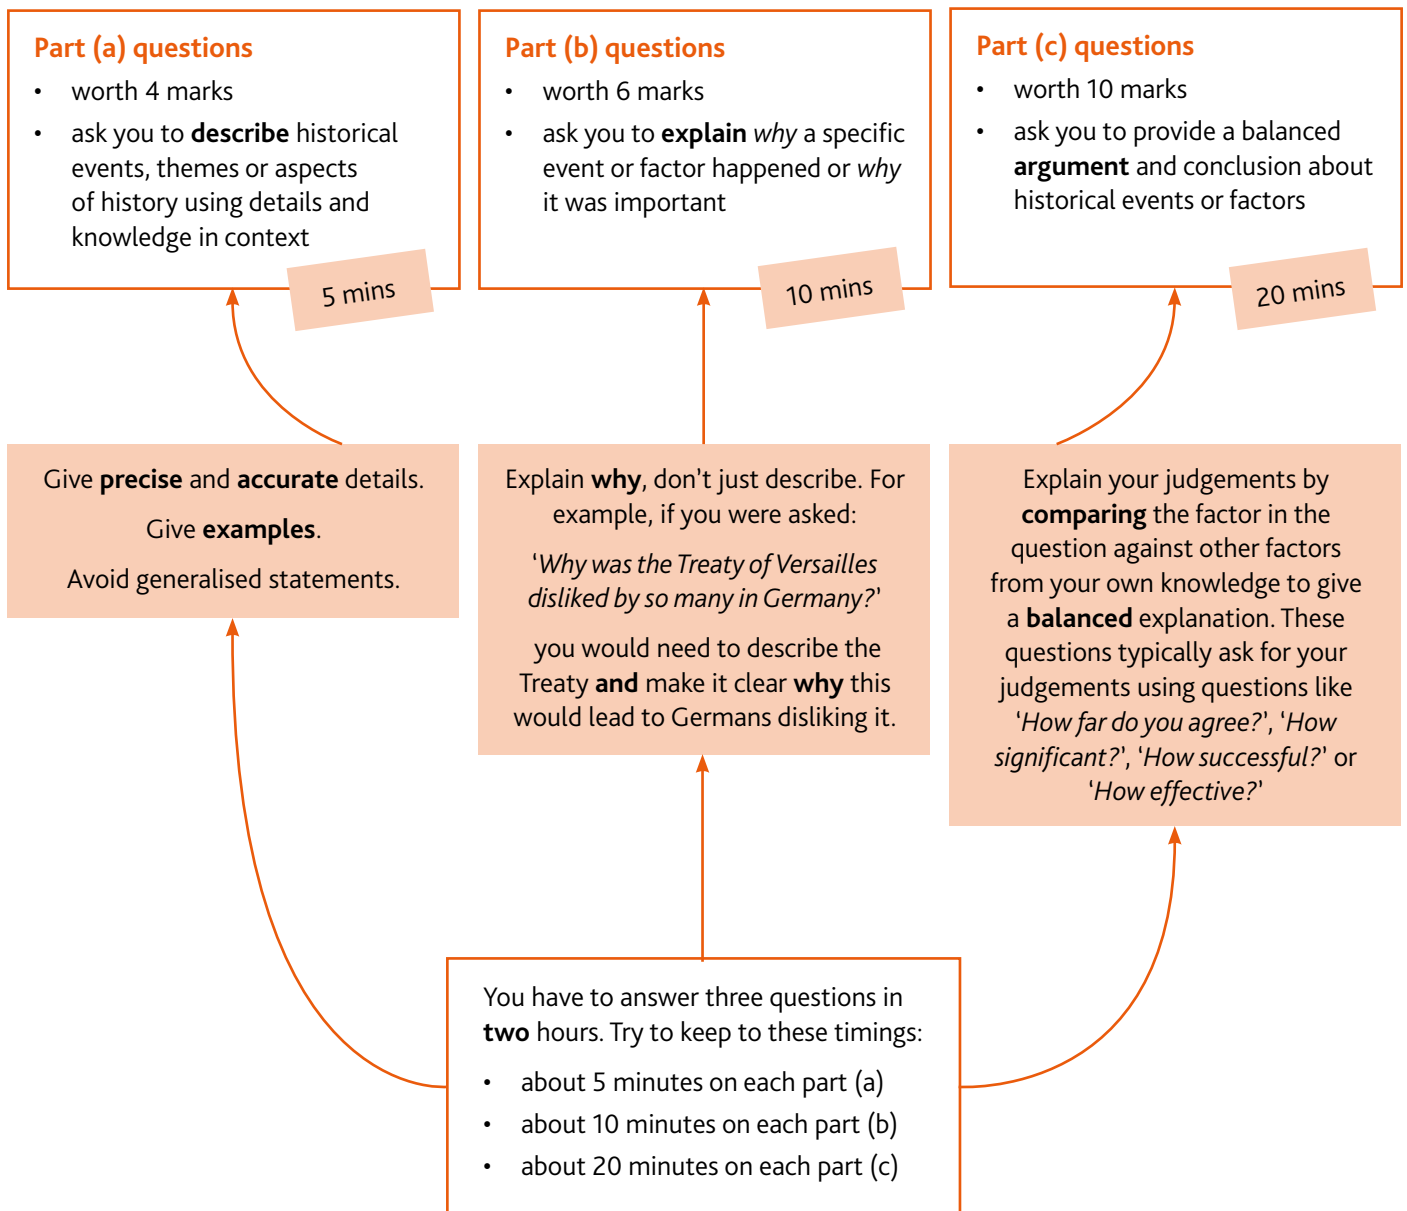 Part (a) questions
• worth 4 marks
• ask you to describe historical
events, themes or aspects
of history using details and
knowledge in context
5 mins
Part (b) questions
• worth 6 marks
• ask you to explain why a specific
event or factor happened or why
it was important
10 mins
Part (c) questions
• worth 10 marks
• ask you to provide a balanced
argument and conclusion about
historical events or factors
20 mins
Give precise and accurate details.
Give examples.
Avoid generalised statements.
Explain why, don't just describe. For
example, if you were asked:
‘Why was the Treaty of Versailles
disliked by so many in Germany?’
you would need to describe the
Treaty and make it clear why this
would lead to Germans disliking it.
Explain your judgements by
comparing the factor in the
question against other factors
from your own knowledge to give
a balanced explanation. These
questions typically ask for your
judgements using questions like
‘How far do you agree?’, ‘How
significant?’, ‘How successful?’ or
‘How effective?’
You have to answer three questions in
two hours. Try to keep to these timings:
• about 5 minutes on each part (a)
• about 10 minutes on each part (b)
• about 20 minutes on each part (c)